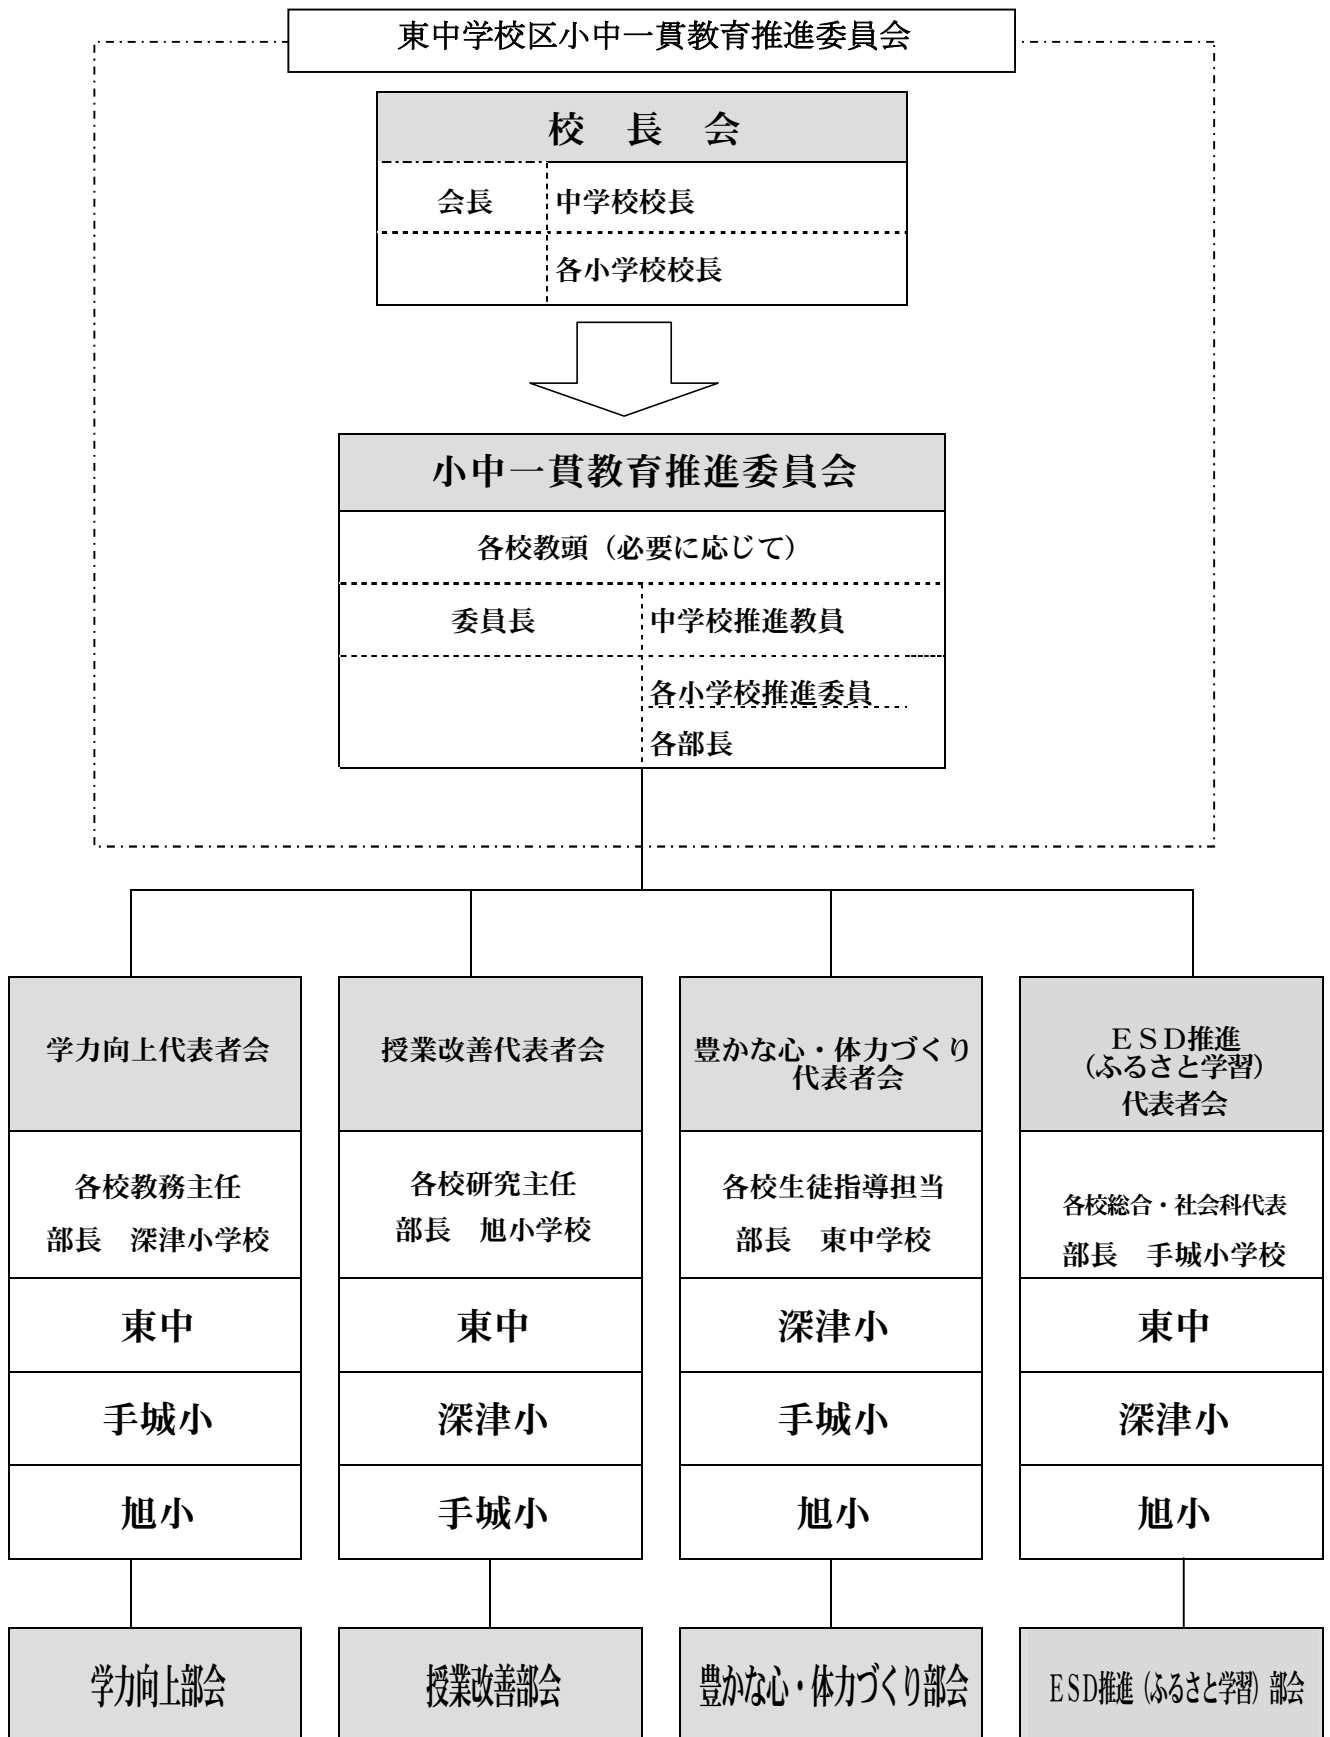 東中学校区小中一貫教育推進委員会
校　長　会
会長　中学校校長
各小学校校長
小中一貫教育推進委員会
各校教頭（必要に応じて）
委員長　中学校推進教員
各小学校推進委員
各部長
学力向上代表者会
各校教務主任
部長　深津小学校
東中
手城小
旭小
学力向上部会
授業改善代表者会
各校研究主任
部長　旭小学校
東中
深津小
手城小
授業改善部会
豊かな心・体力づくり
代表者会
各校生徒指導担当
部長　東中学校
深津小
手城小
旭小
豊かな心・体力づくり部会
ＥＳＤ推進
（ふるさと学習）
代表者会
各校総合・社会科代表
部長　手城小学校
東中
深津小
旭小
ＥＳＤ推進（ふるさと学習）部会